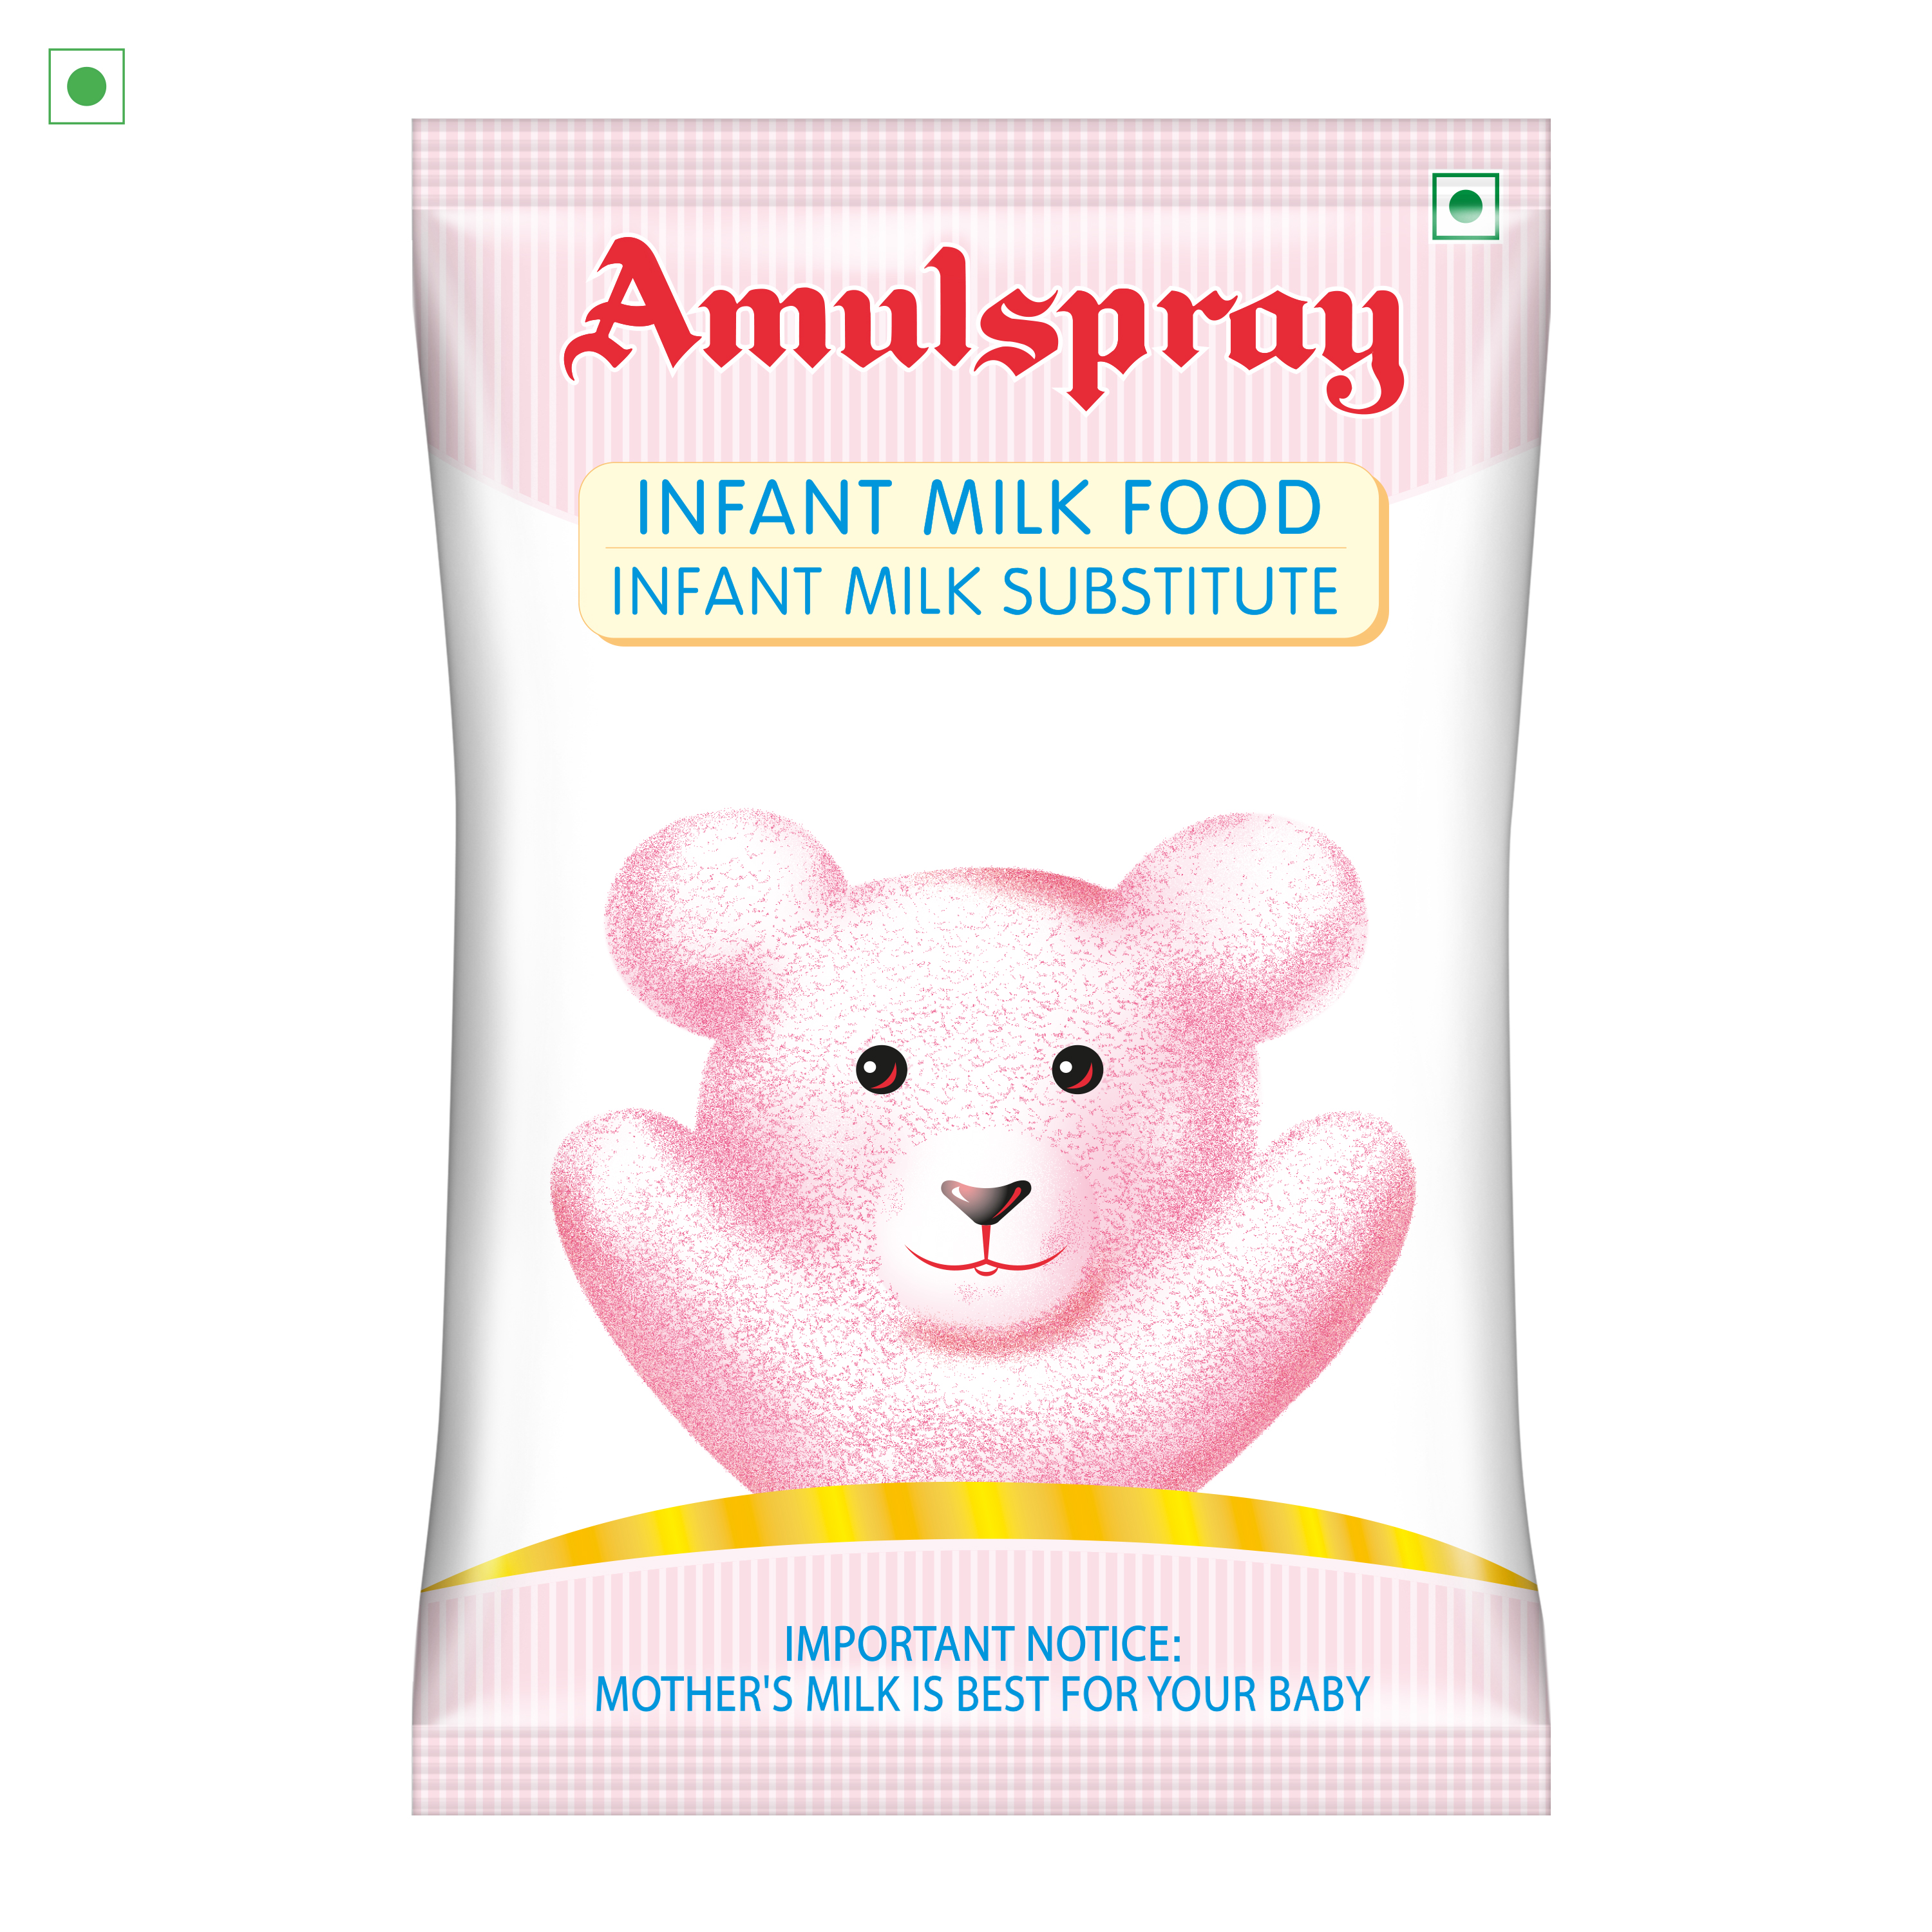 Amulspray
INFANT MILK FOOD
INFANT MILK SUBSTITUTE
IMPORTANT NOTICE:
MOTHER'S MILK IS BEST FOR YOUR BABY